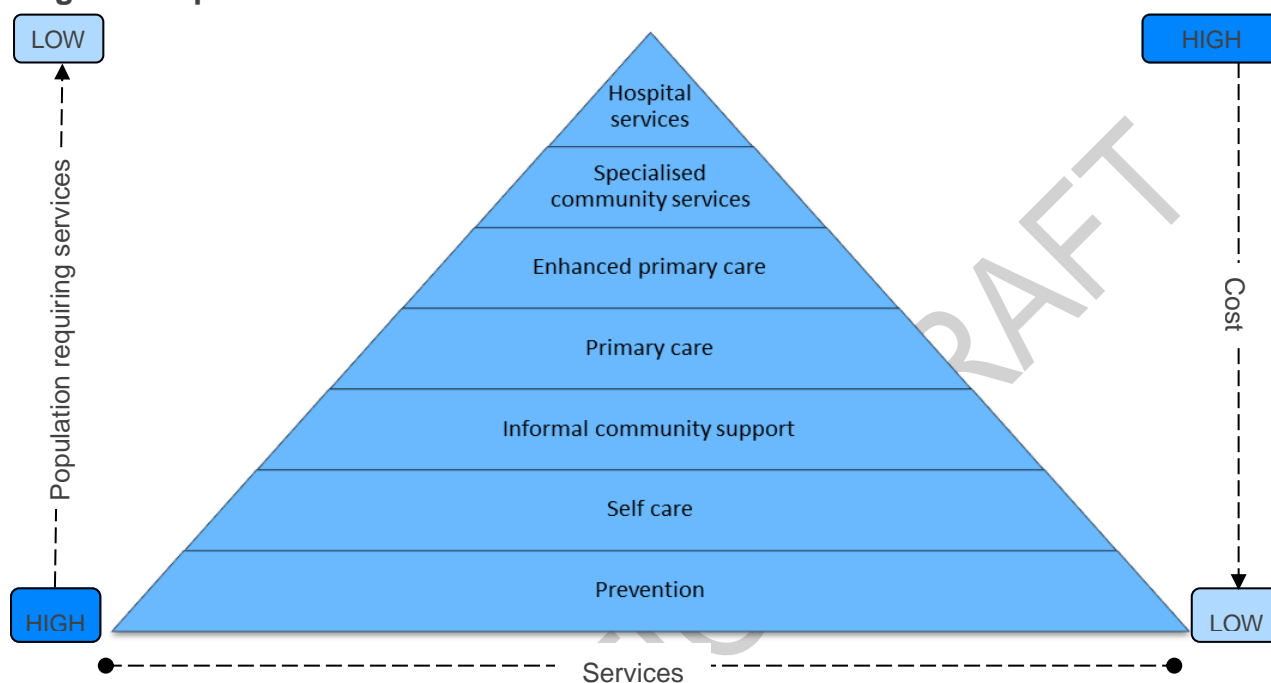 LOW
HIGH
Hospital
services
Specialised
community services
Enhanced primary care
Primary care
Informal community support
Self care
Prevention
Population requiring services
Cost
HIGH
LOW
Services